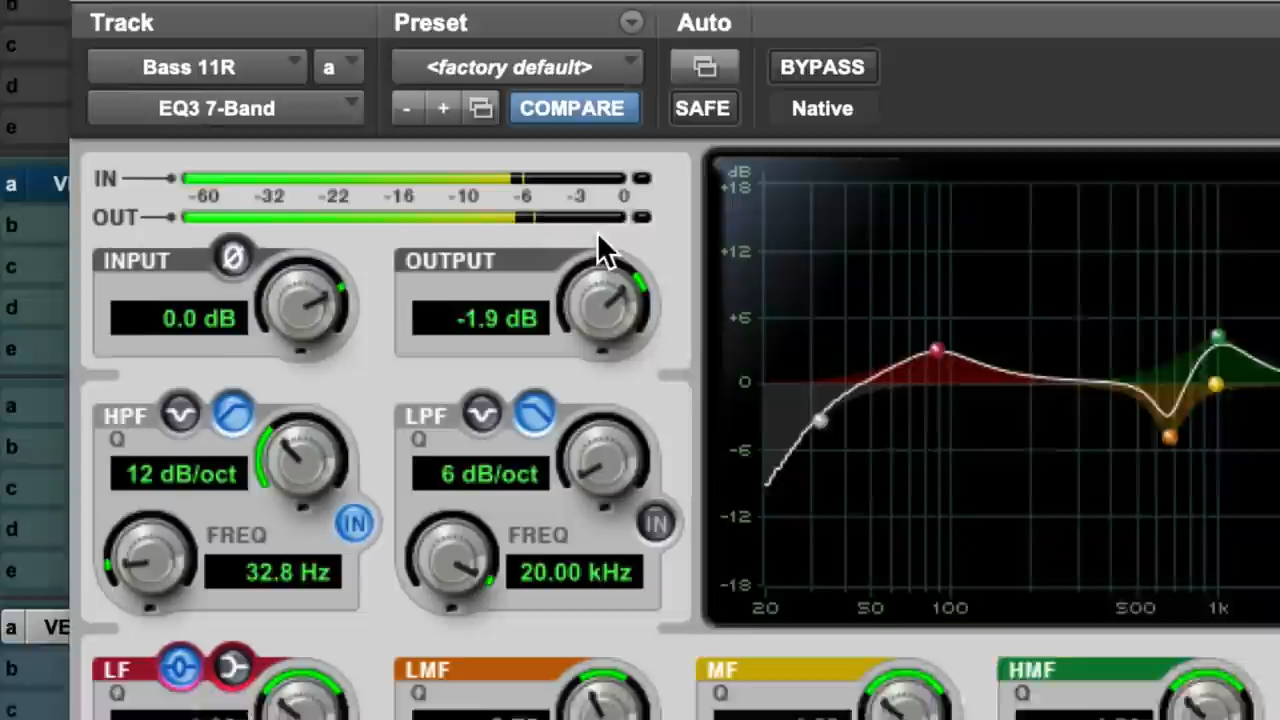 Track Preset Auto
Bass 11R a <factory default> BYPASS
EQ3 7-Band - + COMPARE SAFE Native
b
c
d
e
a
b
c
d
e
a
b
c
d
e
a VE
b
c
IN
-60 -32 -22 -16 -10 -6 -3 0
OUT
INPUT Ø OUTPUT
0.0 dB -1.9 dB
HPF LPF
Q Q
12 dB/oct 6 dB/oct
IN IN
FREQ FREQ
32.8 Hz 20.00 kHz
dB
+18
+12
+6
0
-6
-12
-18
20 50 100 500 1k
LF LMF MF HMF
Q Q Q Q